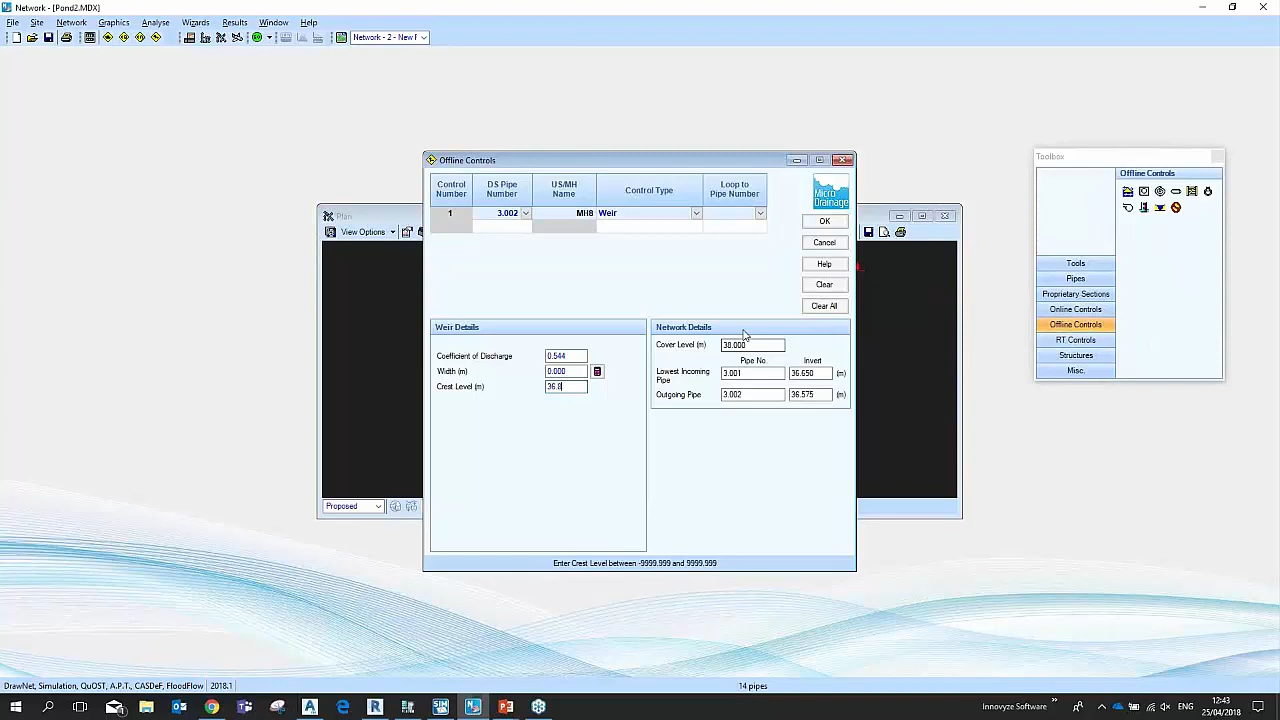 Network - [Pond2.MDX]
File Site Network Graphics Analyse Wizards Results Window Help
Network - 2 - New F
Offline Controls
Control Number DS Pipe Number US/MH Name Control Type Loop to Pipe Number
1 3.002 MH8 Weir
Micro Drainage
OK
Cancel
Help
Clear
Clear All
Weir Details
Coefficient of Discharge 0.544
Width (m) 0.000
Crest Level (m) 36.8
Network Details
Cover Level (m) 38.000
Pipe No. Invert
Lowest Incoming Pipe 3.001 36.650 (m)
Outgoing Pipe 3.002 36.575 (m)
Enter Crest Level between -9999.999 and 9999.999
Plan
View Options
Proposed
Toolbox
Offline Controls
Tools
Pipes
Proprietary Sections
Online Controls
Offline Controls
RT Controls
Structures
Misc.
DrawNet, Simulation, QuOST, A.P.T., CASDeF, FloodFlow 2018.1 14 pipes
Innovyze Software
12:43
25/04/2018